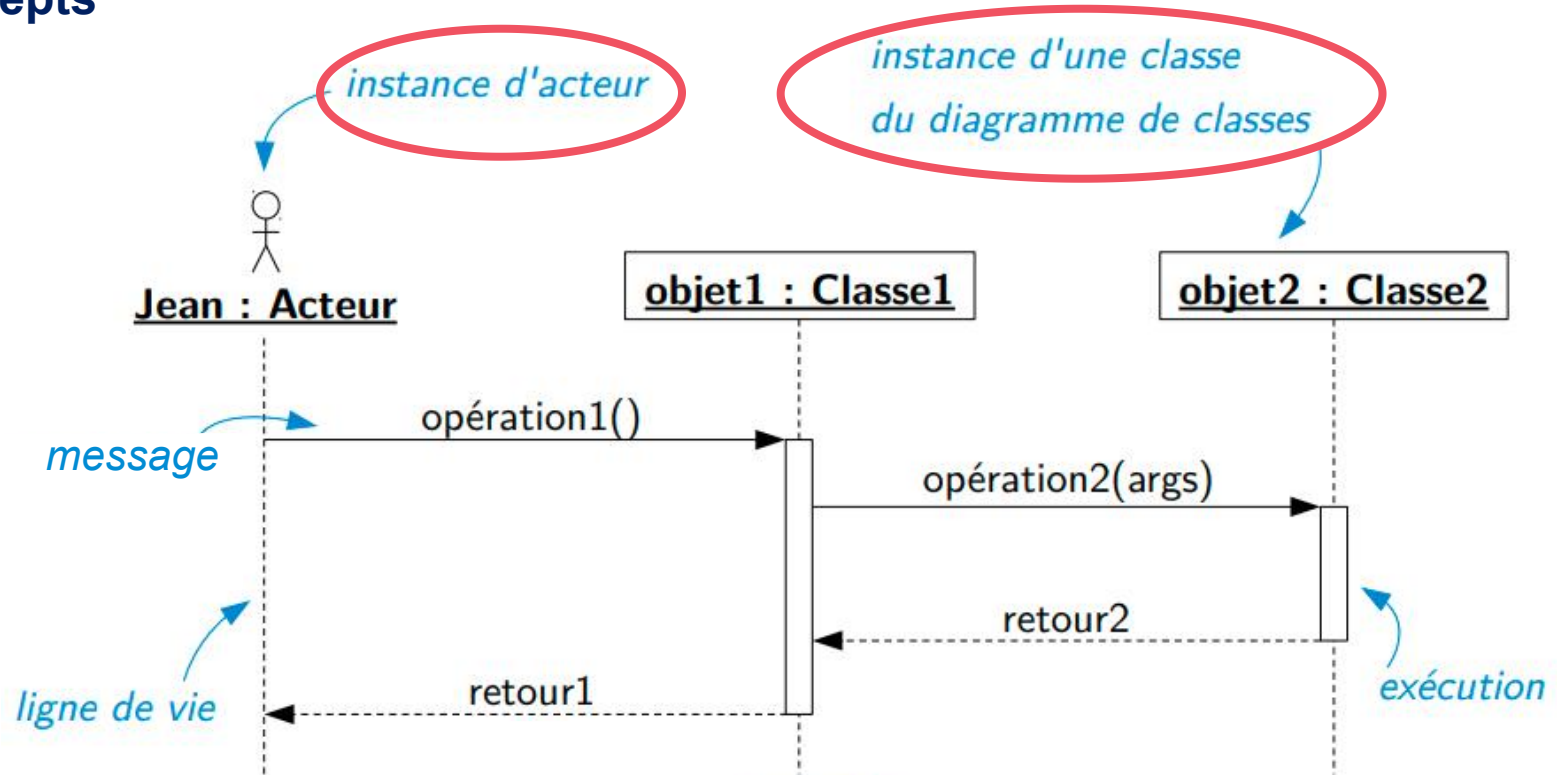 epts
instance d'acteur
instance d'une classe
du diagramme de classes
Jean : Acteur
objet1 : Classe1
objet2 : Classe2
opération1()
message
opération2(args)
retour2
exécution
retour1
ligne de vie